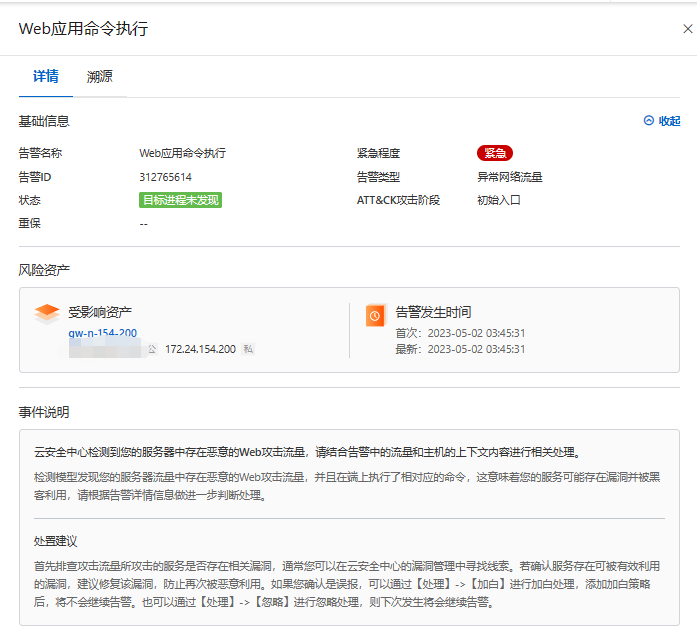 Web应用命令执行
详情 溯源
基础信息 收起
告警名称 Web应用命令执行 紧急程度 紧急
告警ID 312765614 告警类型 异常网络流量
状态 目标进程未发现 ATT&CK攻击阶段 初始入口
重保 --
风险资产
受影响资产 告警发生时间
gw-n-154-200 首次：2023-05-02 03:45:31
公 172.24.154.200 私 最新：2023-05-02 03:45:31
事件说明
云安全中心检测到您的服务器中存在恶意的Web攻击流量，请结合告警中的流量和主机的上下文内容进行相关处理。
检测模型发现您的服务器流量中存在恶意的Web攻击流量，并且在端上执行了相对应的命令，这意味着您的服务可能存在漏洞并被黑
客利用，请根据告警详情信息做进一步判断处理。
处置建议
首先排查攻击流量所攻击的服务是否存在相关漏洞，通常您可以在云安全中心的漏洞管理中寻找线索。若确认服务存在可被有效利用
的漏洞，建议修复该漏洞，防止再次被恶意利用。如果您确认是误报，可以通过【处理】->【加白】进行加白处理，添加加白策略
后，将不会继续告警。也可以通过【处理】->【忽略】进行忽略处理，则下次发生将会继续告警。